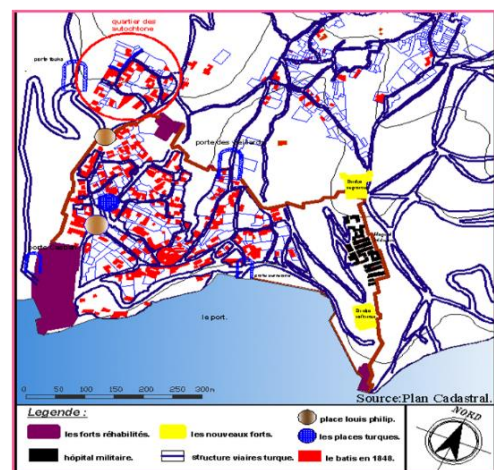 quartier des
autochtone
porte touka
porte des vieillards
le port.
0 50 100 150 200 250 300m
Source:Plan Cadastral.
Legende :
place louis philip.
les forts réhabilités.
les nouveaux forts.
les places turques.
hôpital militaire.
structure viaires turque.
le batis en 1848.
NORD